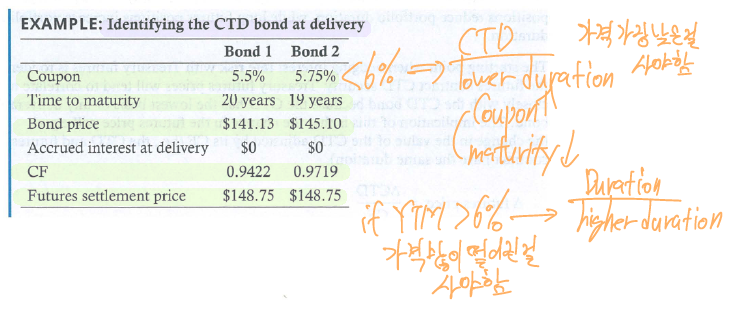 EXAMPLE: Identifying the CTD bond at delivery
Bond 1 Bond 2
Coupon 5.5% 5.75%
Time to maturity 20 years 19 years
Bond price $141.13 $145.10
Accrued interest at delivery $0 $0
CF 0.9422 0.9719
Futures settlement price $148.75 $148.75
CTD
<6% ⇒ lower duration
Coupon↑
maturity↓
가격 가장 낮은걸
사야함
if YTM >6% →
Duration
higher duration
가격 많이 떨어진걸
사야함